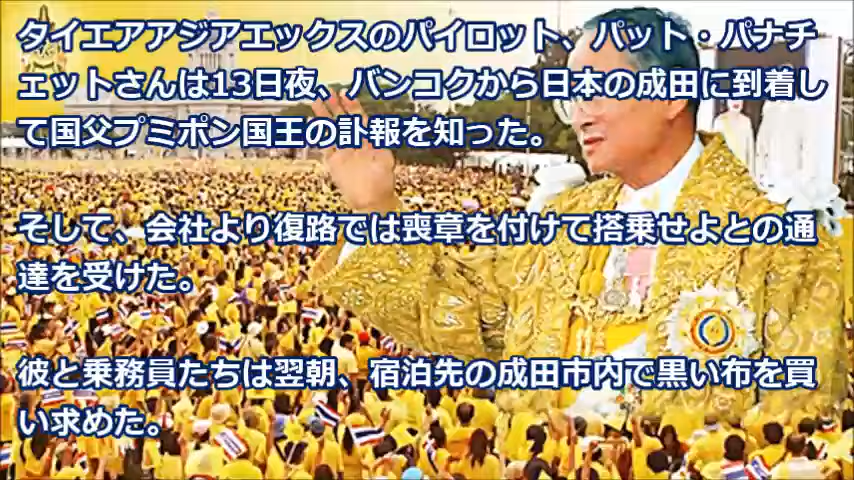 タイエアアジアエックスのパイロット、パット・パナチ
ェットさんは13日夜、バンコクから日本の成田に到着し
て国父プミポン国王の訃報を知った。
そして、会社より復路では喪章を付けて搭乗せよとの通
達を受けた。
彼と乗務員たちは翌朝、宿泊先の成田市内で黒い布を買
い求めた。